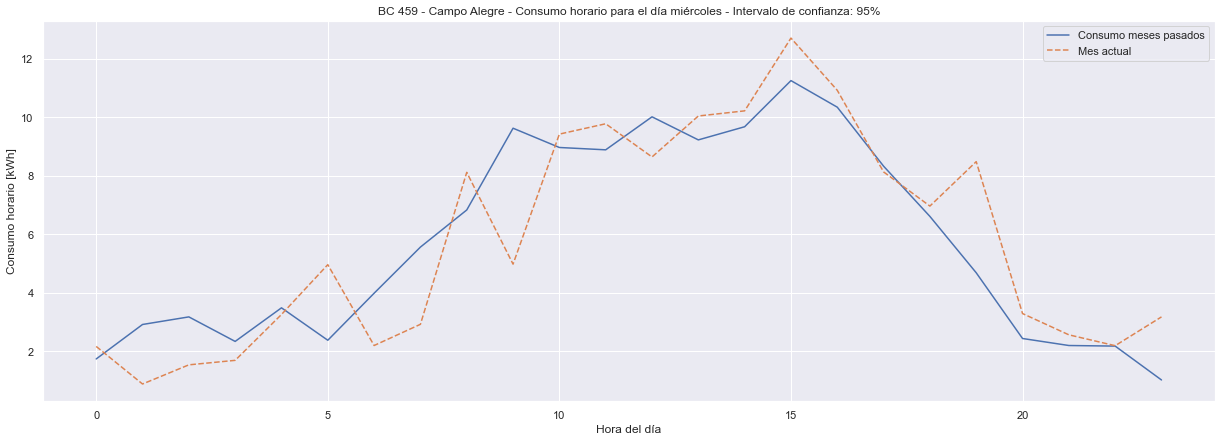 BC 459 - Campo Alegre - Consumo horario para el día miércoles - Intervalo de confianza: 95%
Consumo meses pasados
Mes actual
Consumo horario [kWh]
12
10
8
6
4
2
0 5 10 15 20
Hora del día